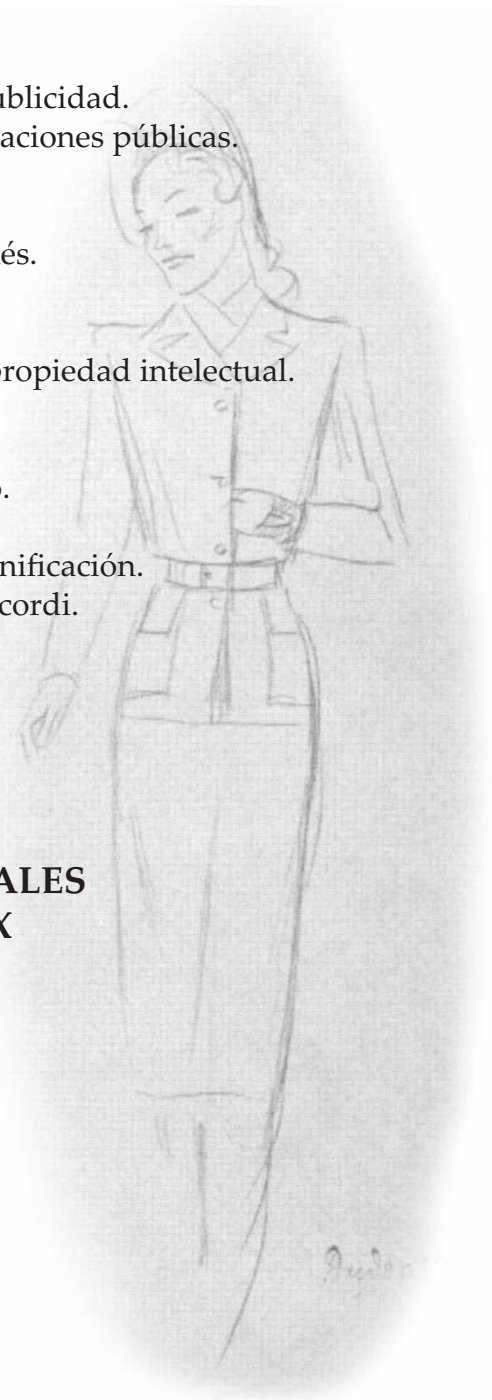 ublicidad.
aciones públicas.
és.
propiedad intelectual.
o.
nificación.
cordi.
ALES
X